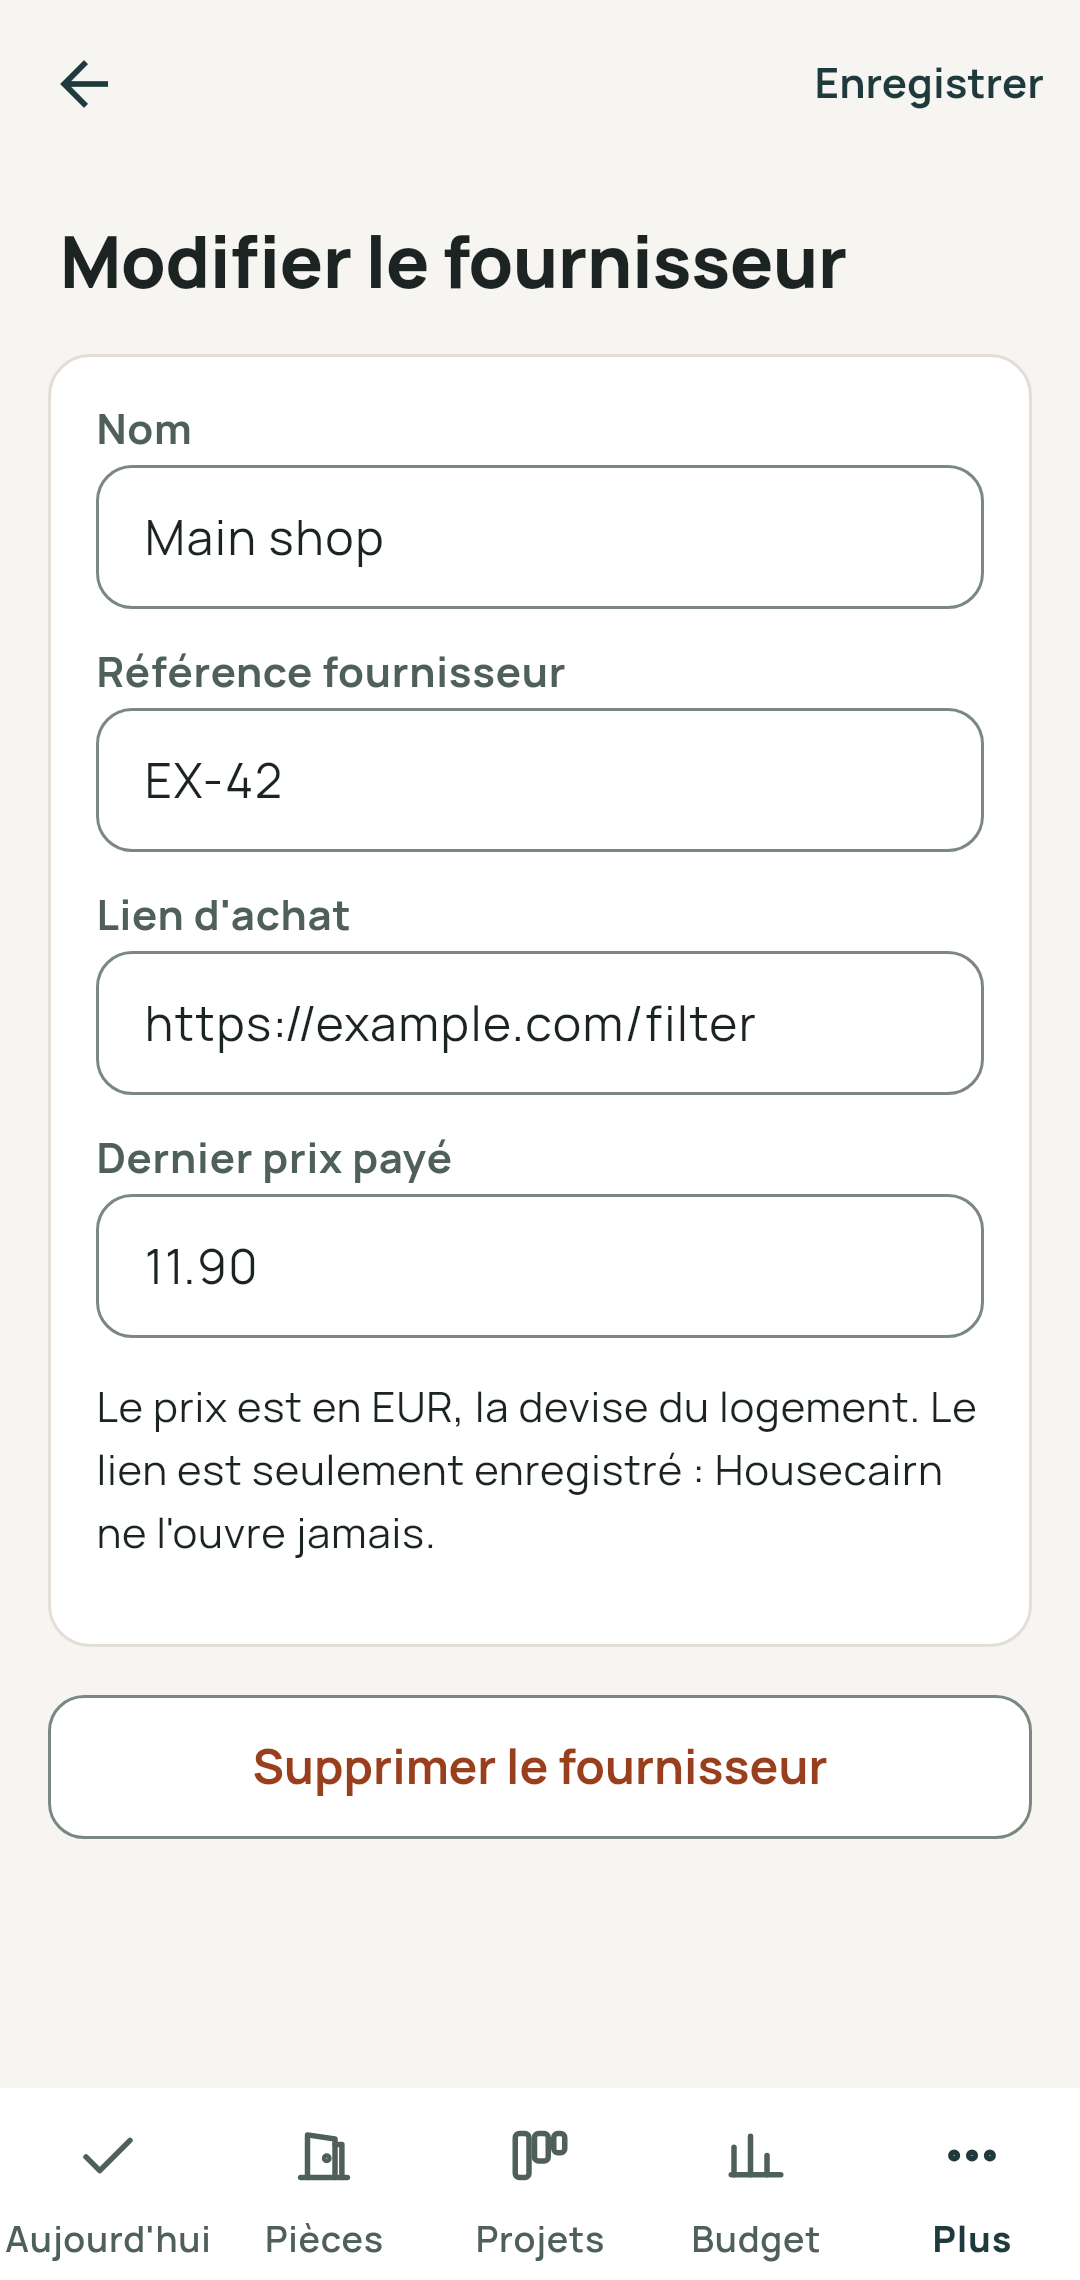 Enregistrer
Modifier le fournisseur
Nom
Main shop
Référence fournisseur
EX-42
Lien d'achat
https://example.com/filter
Dernier prix payé
11.90
Le prix est en EUR, la devise du logement. Le
lien est seulement enregistré : Housecairn
ne l'ouvre jamais.
Supprimer le fournisseur
Aujourd'hui
Pièces
Projets
Budget
Plus